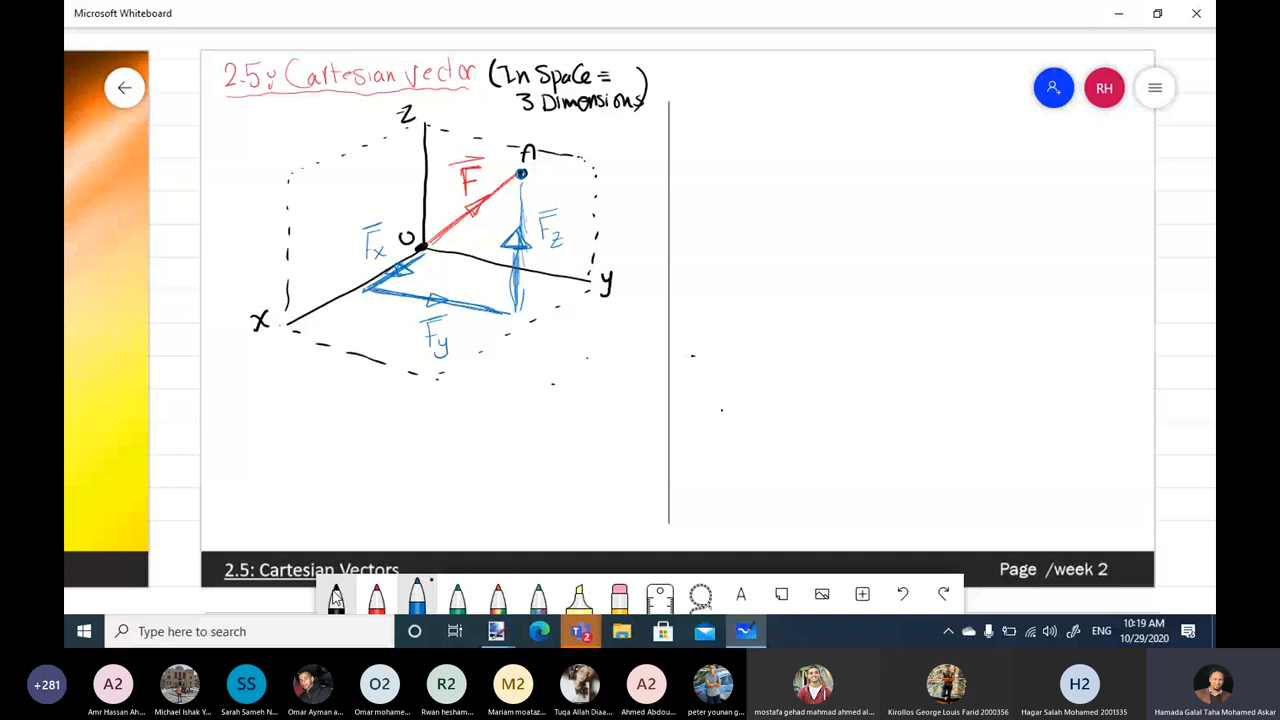 Microsoft Whiteboard
2.5: Cartesian vector (In Space =
3 Dimensions)
RH
Z
A
F
O
Fx
Fz
y
x
Fy
2.5: Cartesian Vectors
Page /week 2
A
Type here to search
2
ENG
10:19 AM
10/29/2020
+281
A2
SS
O2
R2
M2
A2
H2
Amr Hassan Ah...
Michael Ishak Y...
Sarah Sameh N...
Omar Ayman a...
Omar mohame...
Rwan hesham...
Mariam moataz...
Tuqa Allah Diaa...
Ahmed Abdou...
peter younan g...
mostafa gehad mahmad ahmed al...
Kirollos George Louis Farid 2000356
Hagar Salah Mohamed 2001335
Hamada Galal Taha Mohamed Askar